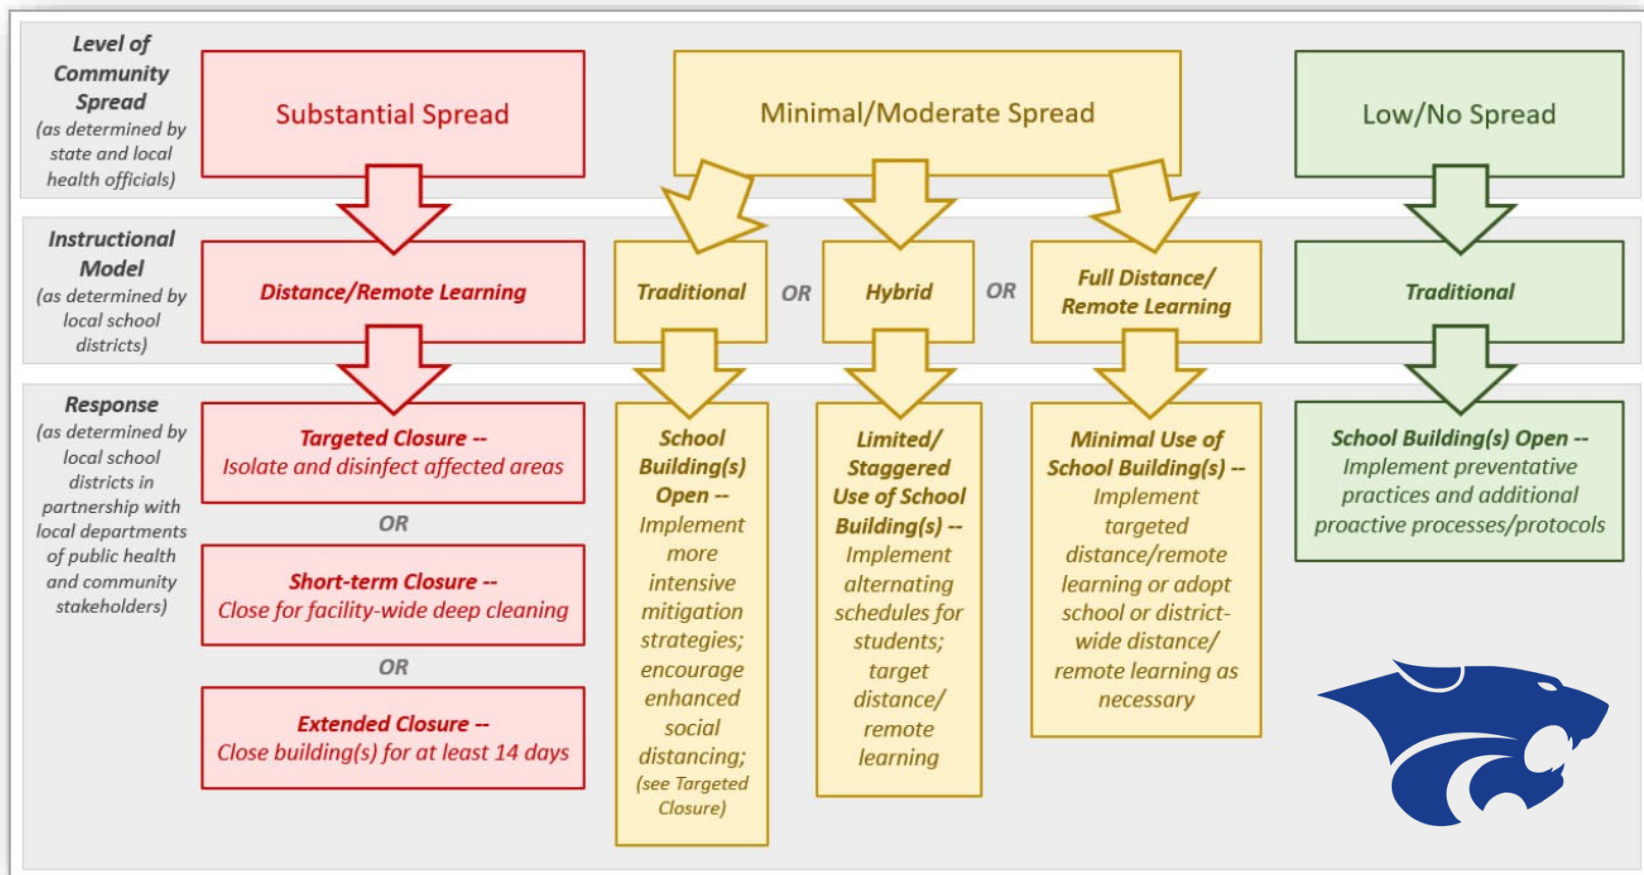 Level of
Community
Spread
(as determined by
state and local
health officials)
Substantial Spread
Minimal/Moderate Spread
Low/No Spread
Instructional
Model
(as determined by
local school
districts)
Distance/Remote Learning
Traditional
OR
Hybrid
OR
Full Distance/
Remote Learning
Traditional
Response
(as determined by
local school
districts in
partnership with
local departments
of public health
and community
stakeholders)
Targeted Closure --
Isolate and disinfect affected areas
OR
Short-term Closure --
Close for facility-wide deep cleaning
OR
Extended Closure --
Close building(s) for at least 14 days
School
Building(s)
Open --
Implement
more
intensive
mitigation
strategies;
encourage
enhanced
social
distancing;
(see Targeted
Closure)
Limited/
Staggered
Use of School
Building(s) --
Implement
alternating
schedules for
students;
target
distance/
remote
learning
Minimal Use of
School Building(s) --
Implement
targeted
distance/remote
learning or adopt
school or district-
wide distance/
remote learning as
necessary
School Building(s) Open --
Implement preventative
practices and additional
proactive processes/protocols